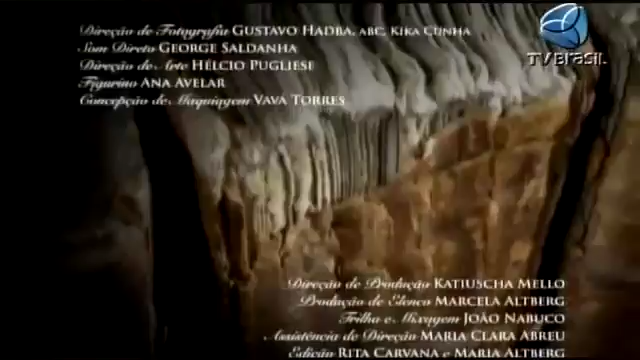 Direção de Fotografia GUSTAVO HADBA, ABC, KIKA CUNHA
Som Direto GEORGE SALDANHA
Direção de Arte HÉLCIO PUGLIESE
Figurino ANA AVELAR
Concepção de Maquiagem VAVA TORRES
TV BRASIL
Direção de Produção KATIUSCHA MELLO
Produção de Elenco MARCELA ALTBERG
Trilha e Mixagem JOÃO NABUCO
Assistência de Direção MARIA CLARA ABREU
Edição RITA CARVANA e MARIA ALTBERG